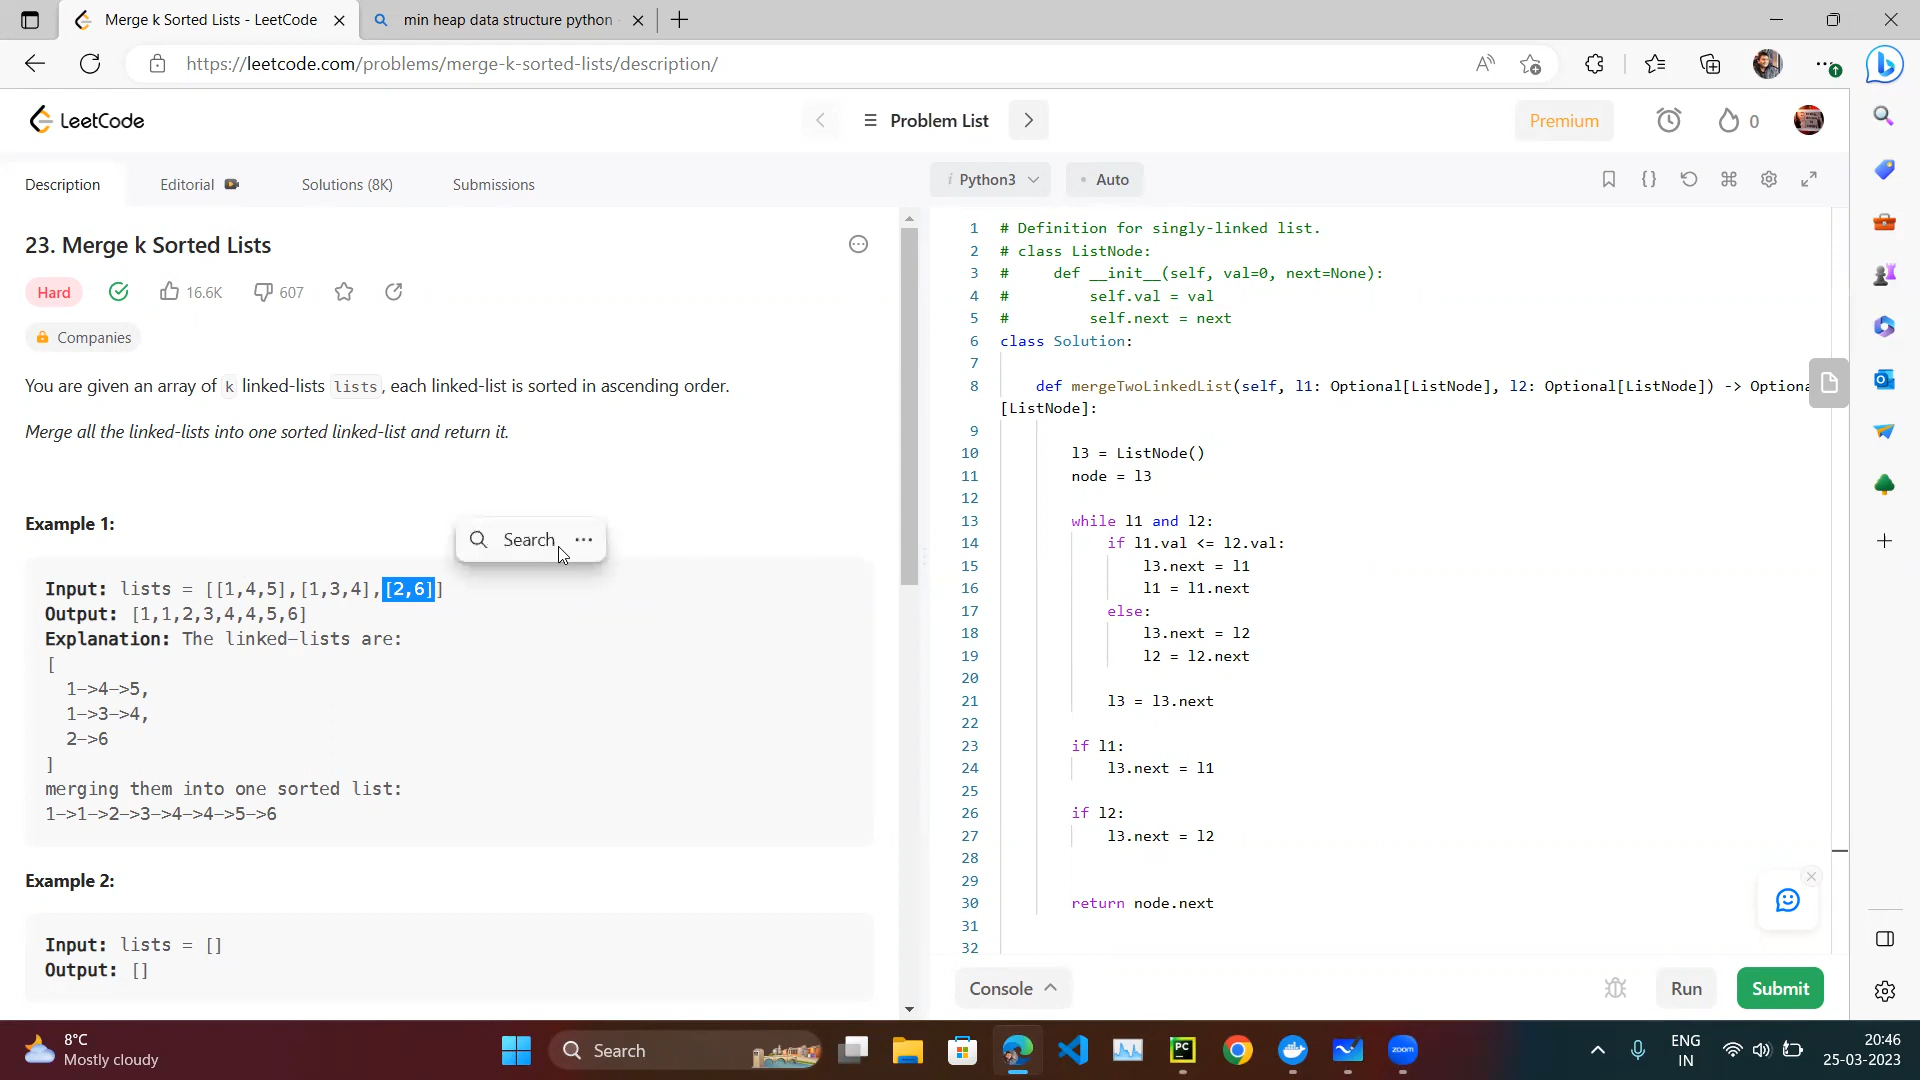 Merge k Sorted Lists - LeetCode
min heap data structure python
https://leetcode.com/problems/merge-k-sorted-lists/description/
LeetCode
Problem List
Premium
0
Description
Editorial
Solutions (8K)
Submissions
i Python3
• Auto
23. Merge k Sorted Lists
Hard
16.6K
607
Companies
You are given an array of k linked-lists lists, each linked-list is sorted in ascending order.
Merge all the linked-lists into one sorted linked-list and return it.
Example 1:
Search
Input: lists = [[1,4,5],[1,3,4],[2,6]]
Output: [1,1,2,3,4,4,5,6]
Explanation: The linked-lists are:
[
1->4->5,
1->3->4,
2->6
]
merging them into one sorted list:
1->1->2->3->4->4->5->6
Example 2:
Input: lists = []
Output: []
1 # Definition for singly-linked list.
2 # class ListNode:
3 #     def __init__(self, val=0, next=None):
4 #         self.val = val
5 #         self.next = next
6 class Solution:
7
8     def mergeTwoLinkedList(self, l1: Optional[ListNode], l2: Optional[ListNode]) -> Optiona
[ListNode]:
9
10         l3 = ListNode()
11         node = l3
12
13         while l1 and l2:
14             if l1.val <= l2.val:
15                 l3.next = l1
16                 l1 = l1.next
17             else:
18                 l3.next = l2
19                 l2 = l2.next
20
21             l3 = l3.next
22
23         if l1:
24             l3.next = l1
25
26         if l2:
27             l3.next = l2
28
29
30         return node.next
31
32
Console
Run
Submit
8°C
Mostly cloudy
Search
PC
zoom
ENG
IN
20:46
25-03-2023